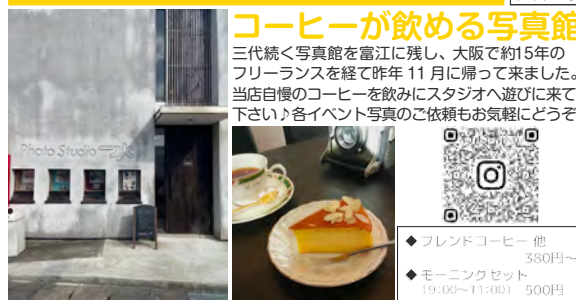 コーヒーが飲める写真館
三代続く写真館を富江に残し、大阪で約15年の
フリーランスを経て昨年 11 月に帰って来ました。
当店自慢のコーヒーを飲みにスタジオへ遊びに来て
下さい♪各イベント写真のご依頼もお気軽にどうぞ
Photo Studio
◆ブレンドコーヒー 他
380円～
◆モーニングセット
(9:00～11:00) 500円